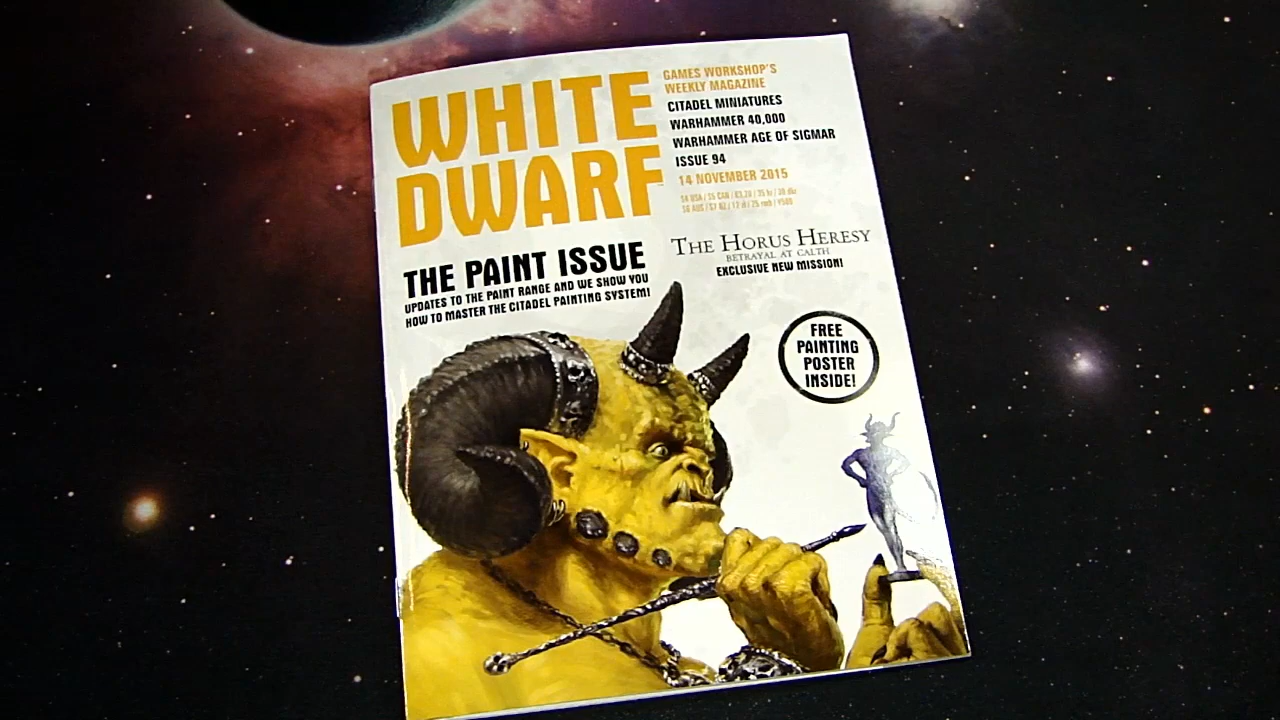 WHITE
DWARF
GAMES WORKSHOP'S
WEEKLY MAGAZINE
CITADEL MINIATURES
WARHAMMER 40,000
WARHAMMER AGE OF SIGMAR
ISSUE 94
14 NOVEMBER 2015
THE HORUS HERESY
BETRAYAL AT CALTH
EXCLUSIVE NEW MISSION!
THE PAINT ISSUE
UPDATES TO THE PAINT RANGE AND WE SHOW YOU
HOW TO MASTER THE CITADEL PAINTING SYSTEM!
FREE
PAINTING
POSTER
INSIDE!